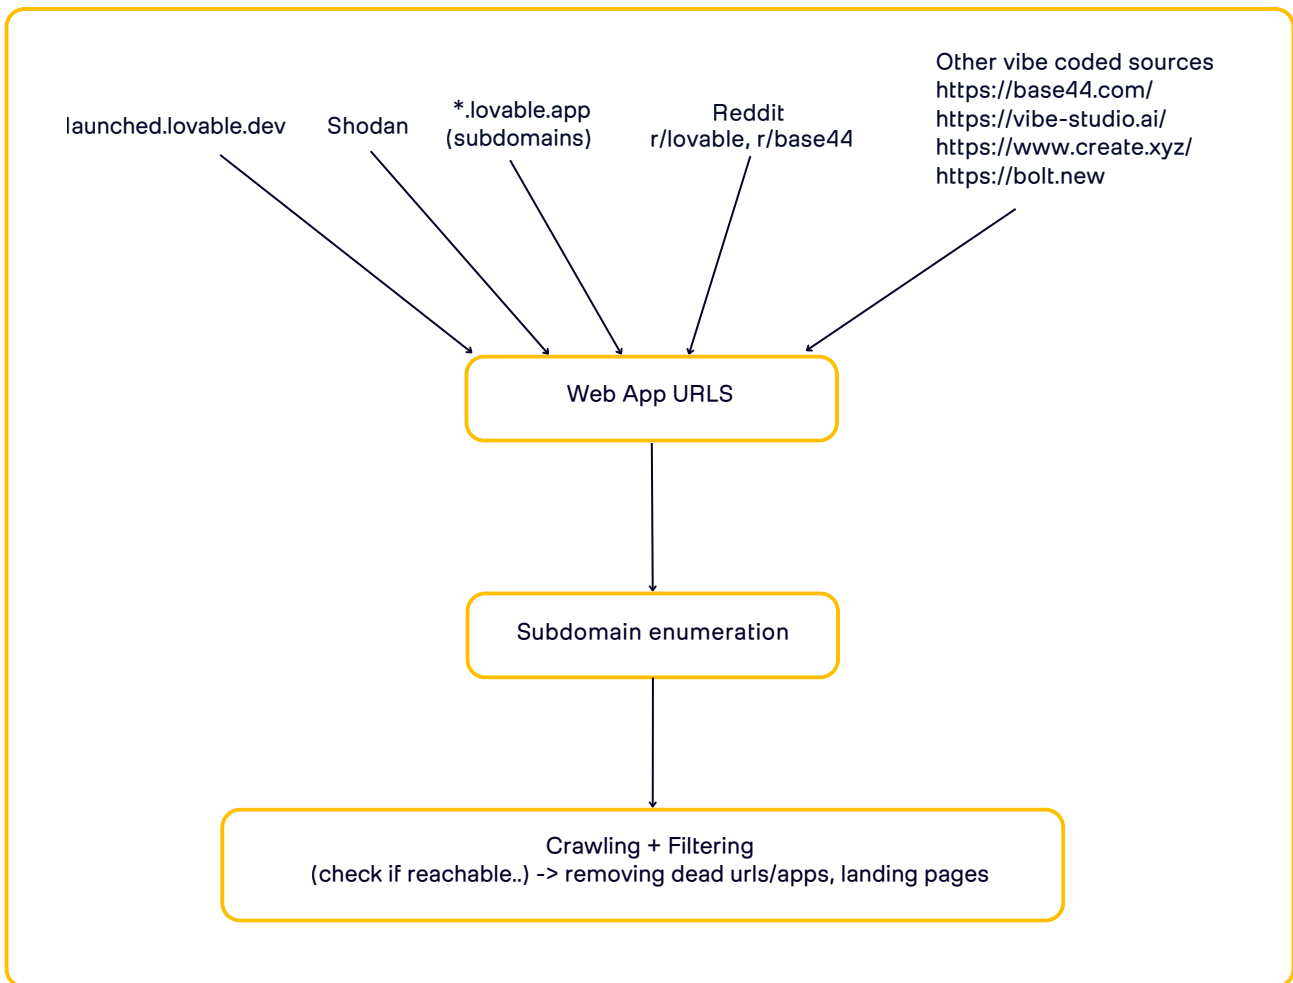 launched.lovable.dev
Shodan
*.lovable.app
(subdomains)
Reddit
r/lovable, r/base44
Other vibe coded sources
https://base44.com/
https://vibe-studio.ai/
https://www.create.xyz/
https://bolt.new
Web App URLS
Subdomain enumeration
Crawling + Filtering
(check if reachable..) -> removing dead urls/apps, landing pages